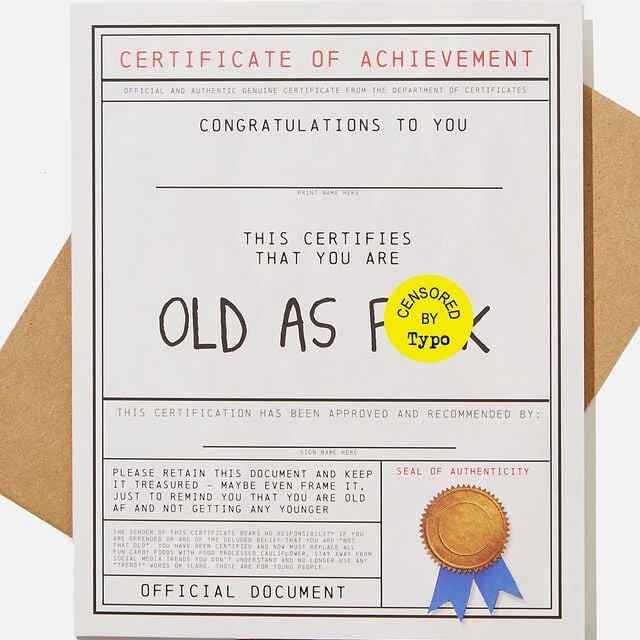 CERTIFICATE OF ACHIEVEMENT
OFFICIAL AND AUTHENTIC GENUINE CERTIFICATE FROM THE DEPARTMENT OF CERTIFICATES
CONGRATULATIONS TO YOU
PRINT NAME HERE
THIS CERTIFIES
THAT YOU ARE
OLD AS F K
CENSORED
BY
Typo
THIS CERTIFICATION HAS BEEN APPROVED AND RECOMMENDED BY:
SIGN NAME HERE
PLEASE RETAIN THIS DOCUMENT AND KEEP
IT TREASURED - MAYBE EVEN FRAME IT,
JUST TO REMIND YOU THAT YOU ARE OLD
AF AND NOT GETTING ANY YOUNGER
THE SENDER OF THIS CERTIFICATE BEARS NO RESPONSIBILITY IF YOU
ARE OFFENDED OR ARE OF THE DELUDED BELIEF THAT YOU ARE "NOT
THAT OLD". YOU HAVE BEEN CERTIFIED AND NOW MUST REPLACE ALL
FUN CARBY FOODS WITH FOOD PROCESSED CAULIFLOWER, STAY AWAY FROM
SOCIAL MEDIA TRENDS YOU DON'T UNDERSTAND AND NO LONGER USE ANY
"TRENDY" WORDS OR SLANG. THOSE ARE FOR YOUNG PEOPLE.
OFFICIAL DOCUMENT
SEAL OF AUTHENTICITY